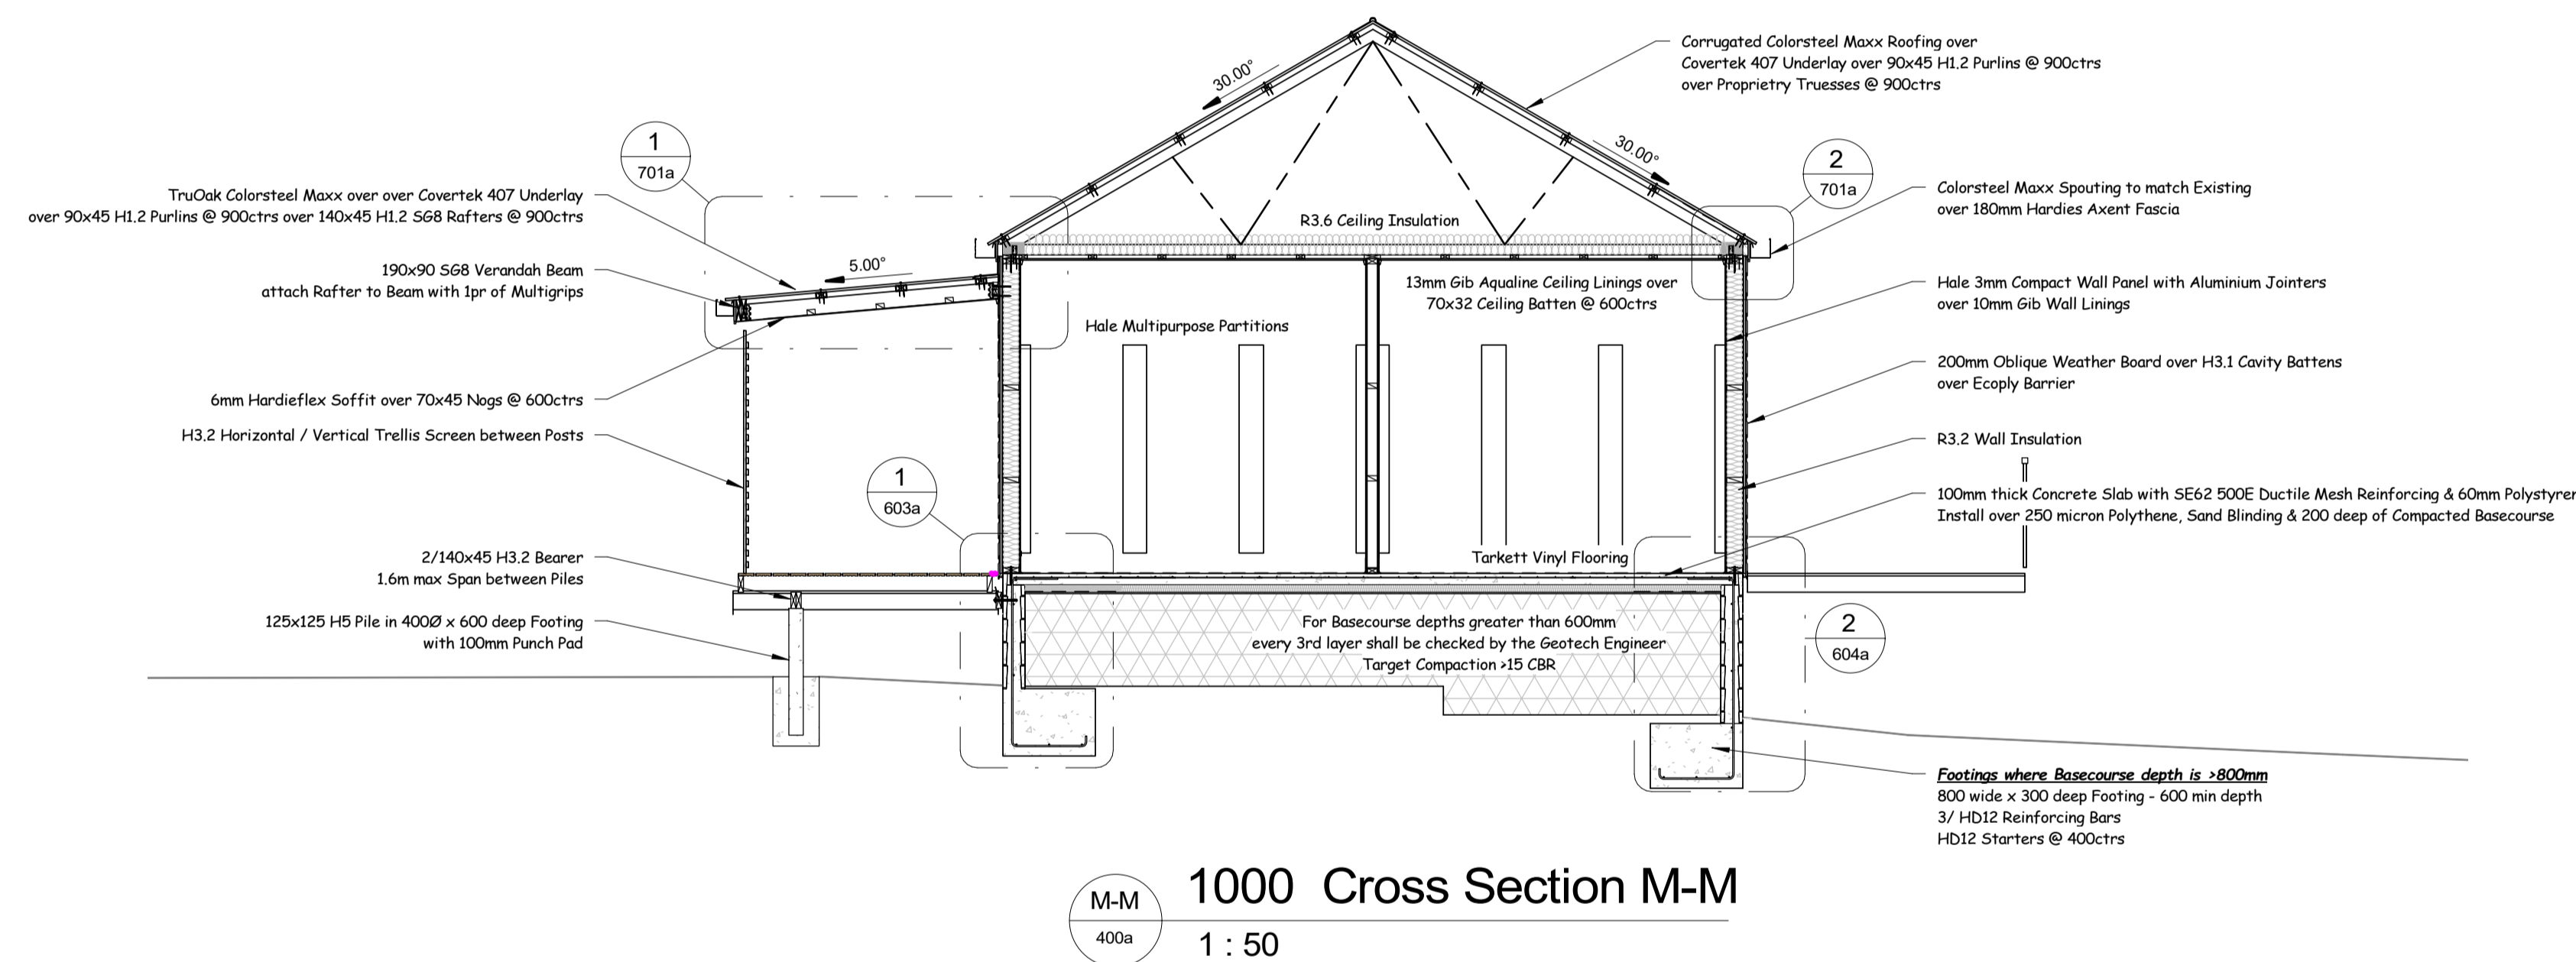 Corrugated Colorsteel Maxx Roofing over
Covertek 407 Underlay over 90x45 H1.2 Purlins @ 900ctrs
over Proprietry Truesses @ 900ctrs
30.00°
30.00°
1
701a
2
701a
TruOak Colorsteel Maxx over over Covertek 407 Underlay
over 90x45 H1.2 Purlins @ 900ctrs over 140x45 H1.2 SG8 Rafters @ 900ctrs
Colorsteel Maxx Spouting to match Existing
over 180mm Hardies Axent Fascia
R3.6 Ceiling Insulation
190x90 SG8 Verandah Beam
attach Rafter to Beam with 1pr of Multigrips
5.00°
13mm Gib Aqualine Ceiling Linings over
70x32 Ceiling Batten @ 600ctrs
Hale 3mm Compact Wall Panel with Aluminium Jointers
over 10mm Gib Wall Linings
Hale Multipurpose Partitions
200mm Oblique Weather Board over H3.1 Cavity Battens
over Ecoply Barrier
6mm Hardieflex Soffit over 70x45 Nogs @ 600ctrs
H3.2 Horizontal / Vertical Trellis Screen between Posts
R3.2 Wall Insulation
1
603a
100mm thick Concrete Slab with SE62 500E Ductile Mesh Reinforcing & 60mm Polystyren
Install over 250 micron Polythene, Sand Blinding & 200 deep of Compacted Basecourse
2/140x45 H3.2 Bearer
1.6m max Span between Piles
Tarkett Vinyl Flooring
125x125 H5 Pile in 400Ø x 600 deep Footing
with 100mm Punch Pad
For Basecourse depths greater than 600mm
every 3rd layer shall be checked by the Geotech Engineer
Target Compaction >15 CBR
2
604a
Footings where Basecourse depth is >800mm
800 wide x 300 deep Footing - 600 min depth
3/ HD12 Reinforcing Bars
HD12 Starters @ 400ctrs
M-M
400a
1000 Cross Section M-M
1 : 50